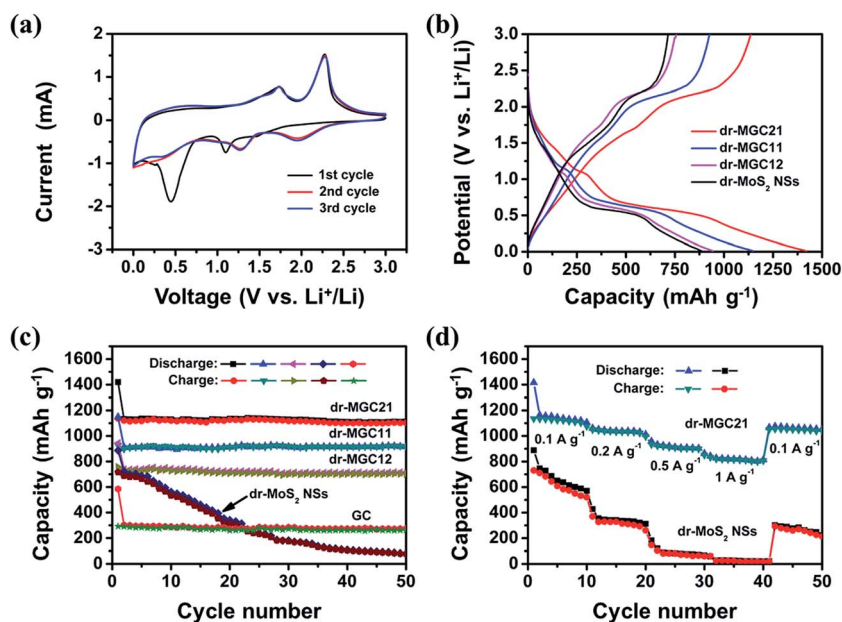 (a)
2
1
0
-1
-2
-3
Current (mA)
1st cycle
2nd cycle
3rd cycle
0.0 0.5 1.0 1.5 2.0 2.5 3.0
Voltage (V vs. Li⁺/Li)
(b)
3.0
2.5
2.0
1.5
1.0
0.5
0.0
Potential (V vs. Li⁺/Li)
dr-MGC21
dr-MGC11
dr-MGC12
dr-MoS₂ NSs
0 250 500 750 1000 1250 1500
Capacity (mAh g⁻¹)
(c)
1600
1400
1200
1000
800
600
400
200
0
Capacity (mAh g⁻¹)
Discharge:
Charge:
dr-MGC21
dr-MGC11
dr-MGC12
dr-MoS₂ NSs
GC
0 10 20 30 40 50
Cycle number
(d)
1600
1400
1200
1000
800
600
400
200
0
Capacity (mAh g⁻¹)
Discharge:
Charge:
dr-MGC21
0.1 A g⁻¹
0.2 A g⁻¹
0.5 A g⁻¹
1 A g⁻¹
0.1 A g⁻¹
dr-MoS₂ NSs
0 10 20 30 40 50
Cycle number